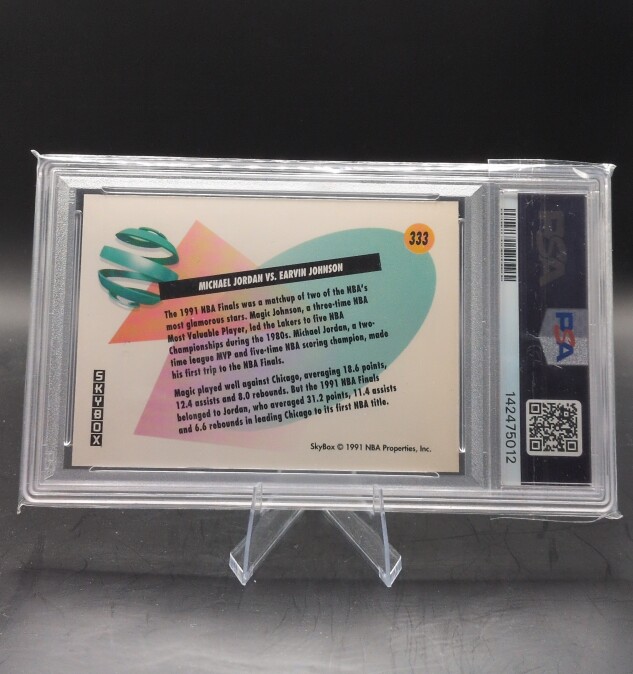 333
MICHAEL JORDAN VS. EARVIN JOHNSON
The 1991 NBA Finals was a matchup of two of the NBA's
most glamorous stars. Magic Johnson, a three-time NBA
Most Valuable Player, led the Lakers to five NBA
Championships during the 1980s. Michael Jordan, a two-
time league MVP and five-time NBA scoring champion, made
his first trip to the NBA Finals.
Magic played well against Chicago, averaging 18.6 points,
12.4 assists and 8.0 rebounds. But the 1991 NBA Finals
belonged to Jordan, who averaged 31.2 points, 11.4 assists
and 6.6 rebounds in leading Chicago to its first NBA title.
SkyBox © 1991 NBA Properties, Inc.
SKYBOX
PSA
PSA
142475012